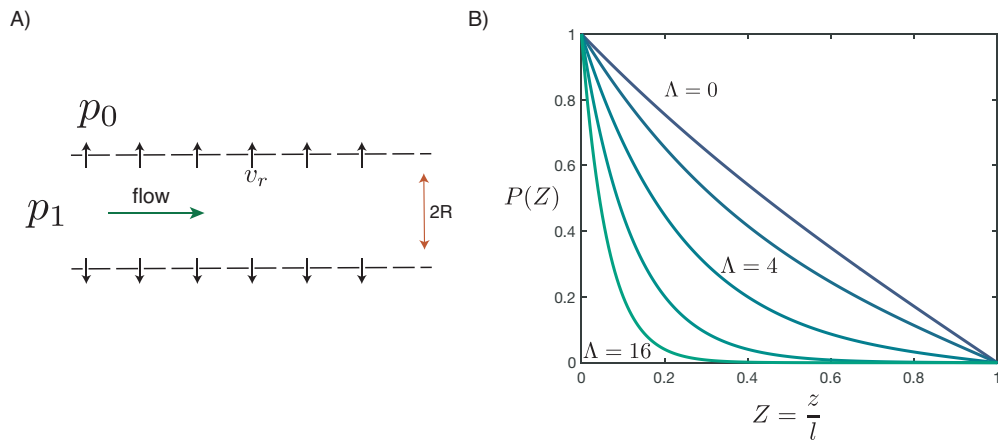 A)
p₀
v_r
flow
p₁
2R
B)
1
0.8
0.6
0.4
0.2
0
P(Z)
Λ = 0
Λ = 4
Λ = 16
0 0.2 0.4 0.6 0.8 1
Z = z/l